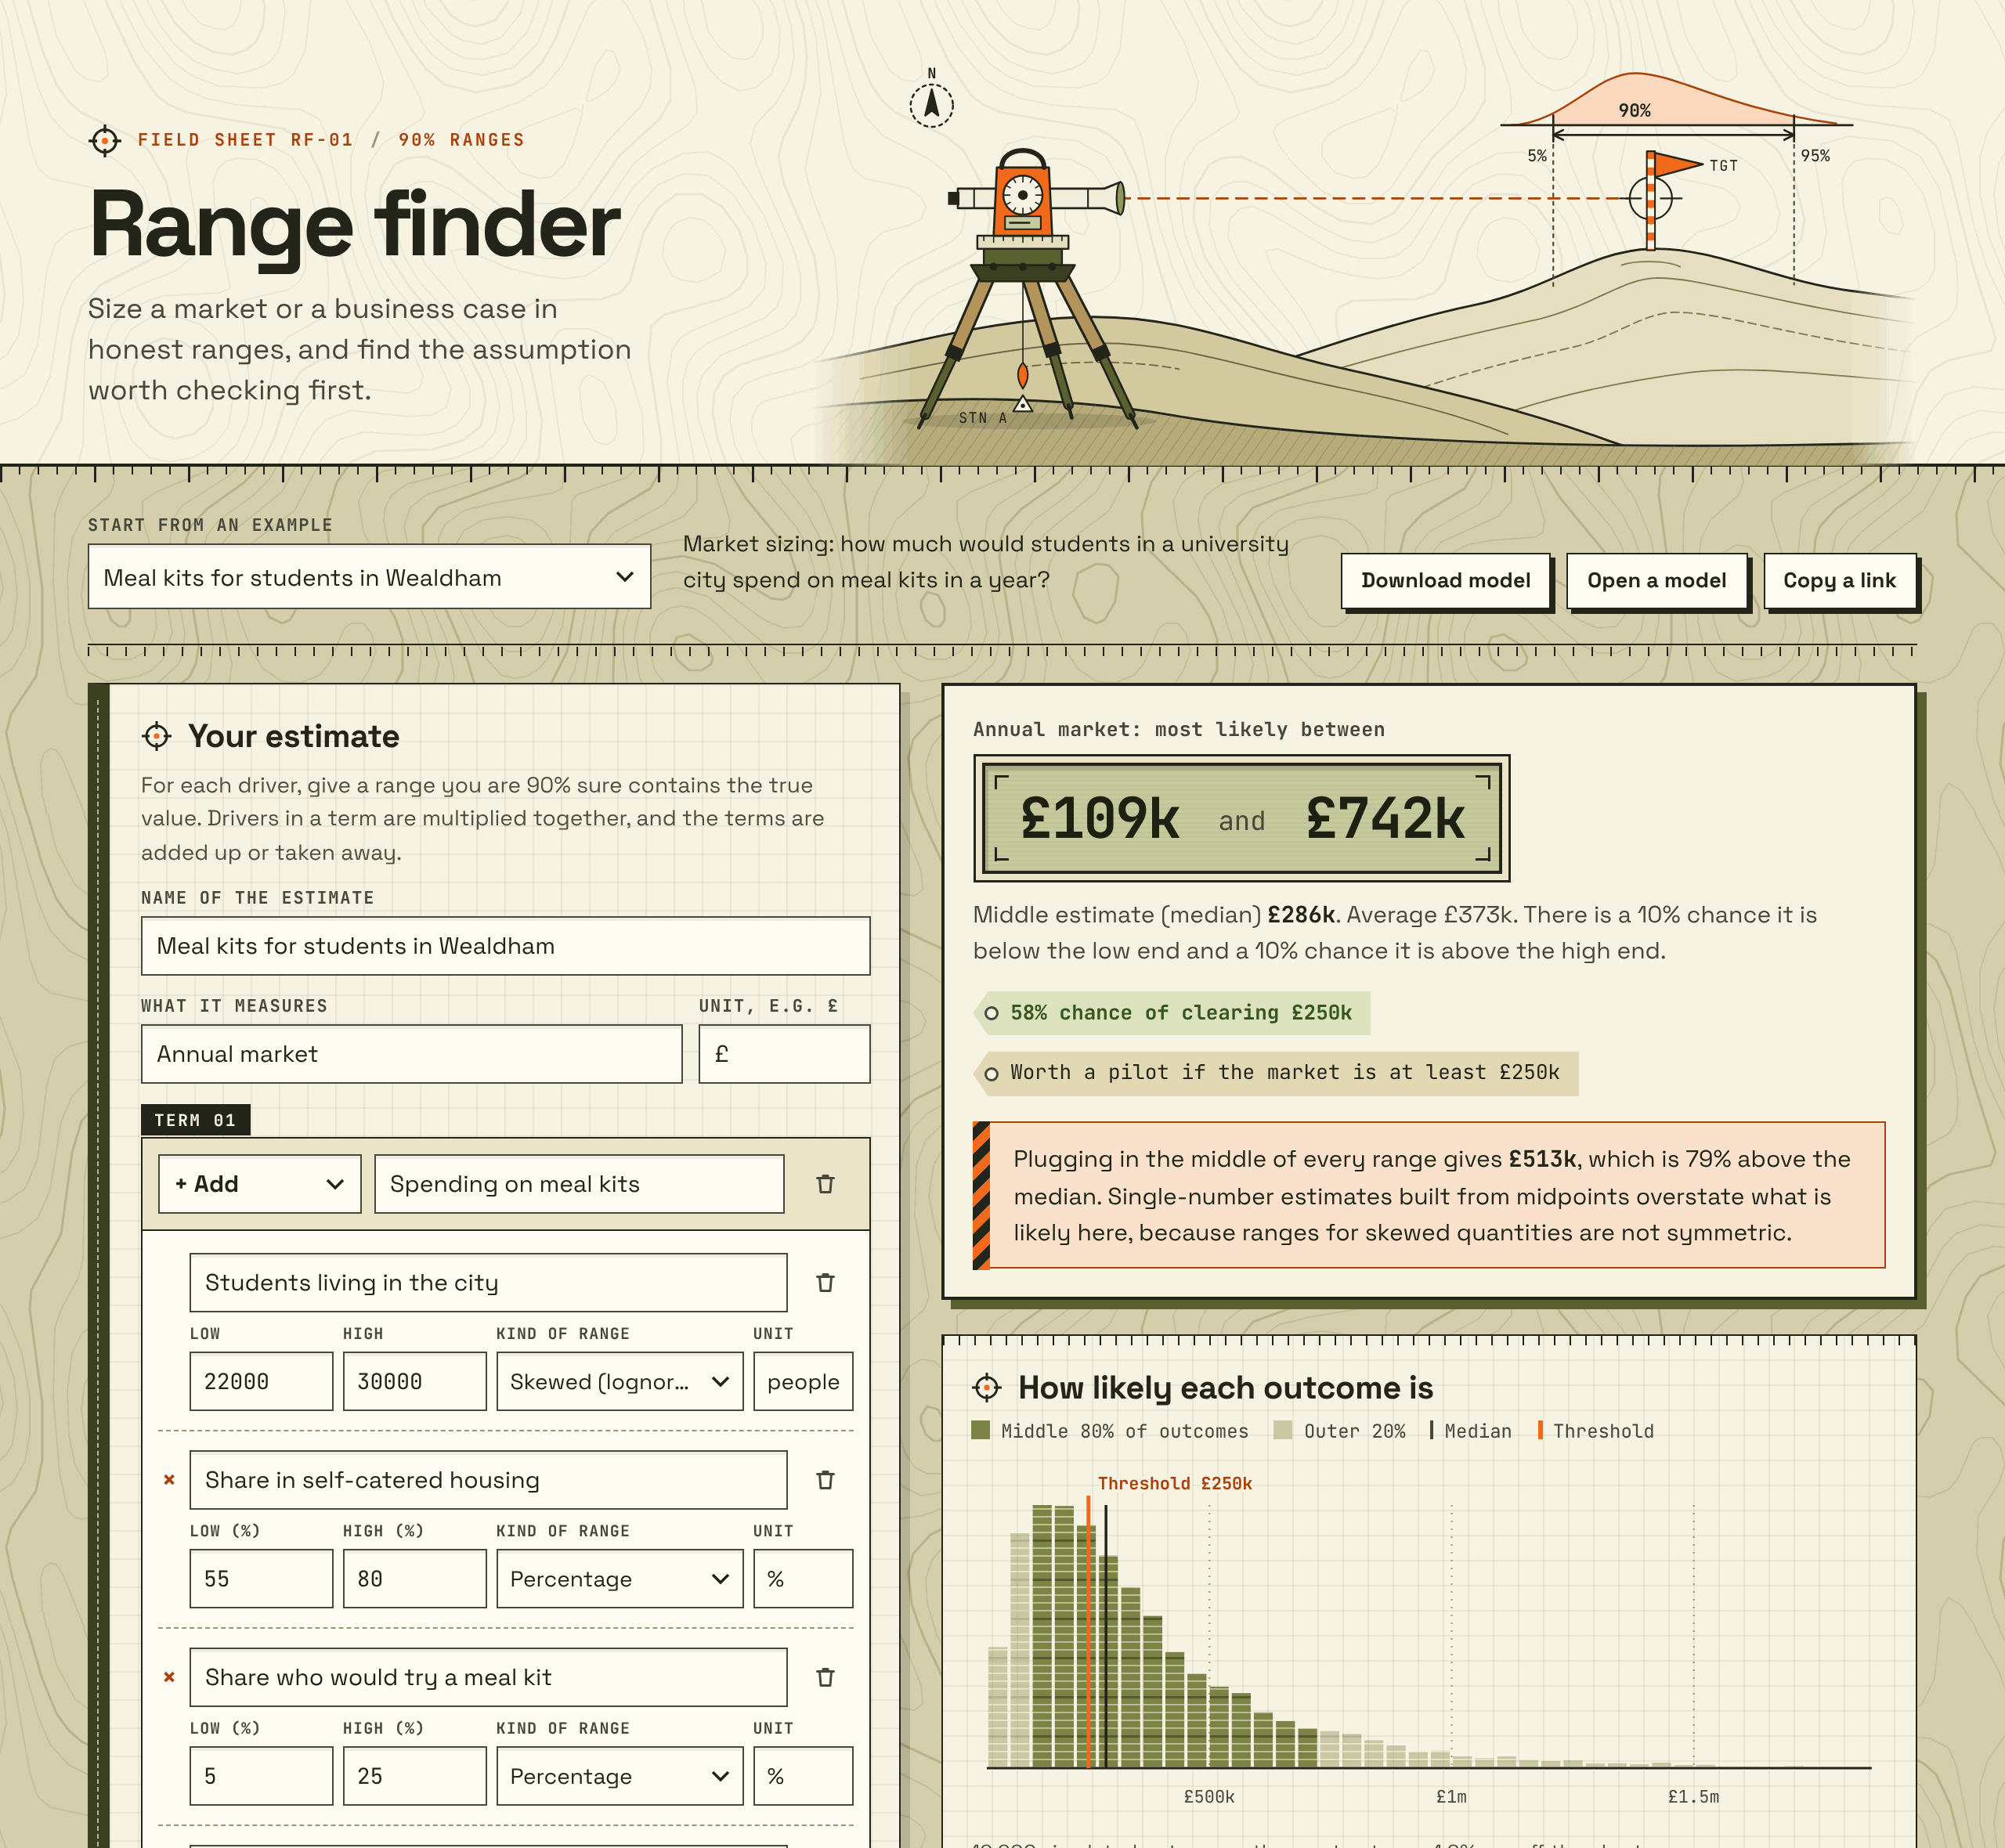 N
FIELD SHEET RF-01 / 90% RANGES
Range finder
Size a market or a business case in
honest ranges, and find the assumption
worth checking first.
90%
5%
95%
TGT
STN A
START FROM AN EXAMPLE
Meal kits for students in Wealdham
Market sizing: how much would students in a university
city spend on meal kits in a year?
Download model
Open a model
Copy a link
Your estimate
For each driver, give a range you are 90% sure contains the true
value. Drivers in a term are multiplied together, and the terms are
added up or taken away.
NAME OF THE ESTIMATE
Meal kits for students in Wealdham
WHAT IT MEASURES
UNIT, E.G. £
Annual market
£
TERM 01
+ Add
Spending on meal kits
Students living in the city
LOW
HIGH
KIND OF RANGE
UNIT
22000
30000
Skewed (lognor...
people
× Share in self-catered housing
LOW (%)
HIGH (%)
KIND OF RANGE
UNIT
55
80
Percentage
%
× Share who would try a meal kit
LOW (%)
HIGH (%)
KIND OF RANGE
UNIT
5
25
Percentage
%
Annual market: most likely between
£109k and £742k
Middle estimate (median) £286k. Average £373k. There is a 10% chance it is
below the low end and a 10% chance it is above the high end.
58% chance of clearing £250k
Worth a pilot if the market is at least £250k
Plugging in the middle of every range gives £513k, which is 79% above the
median. Single-number estimates built from midpoints overstate what is
likely here, because ranges for skewed quantities are not symmetric.
How likely each outcome is
Middle 80% of outcomes
Outer 20%
Median
Threshold
Threshold £250k
£500k
£1m
£1.5m